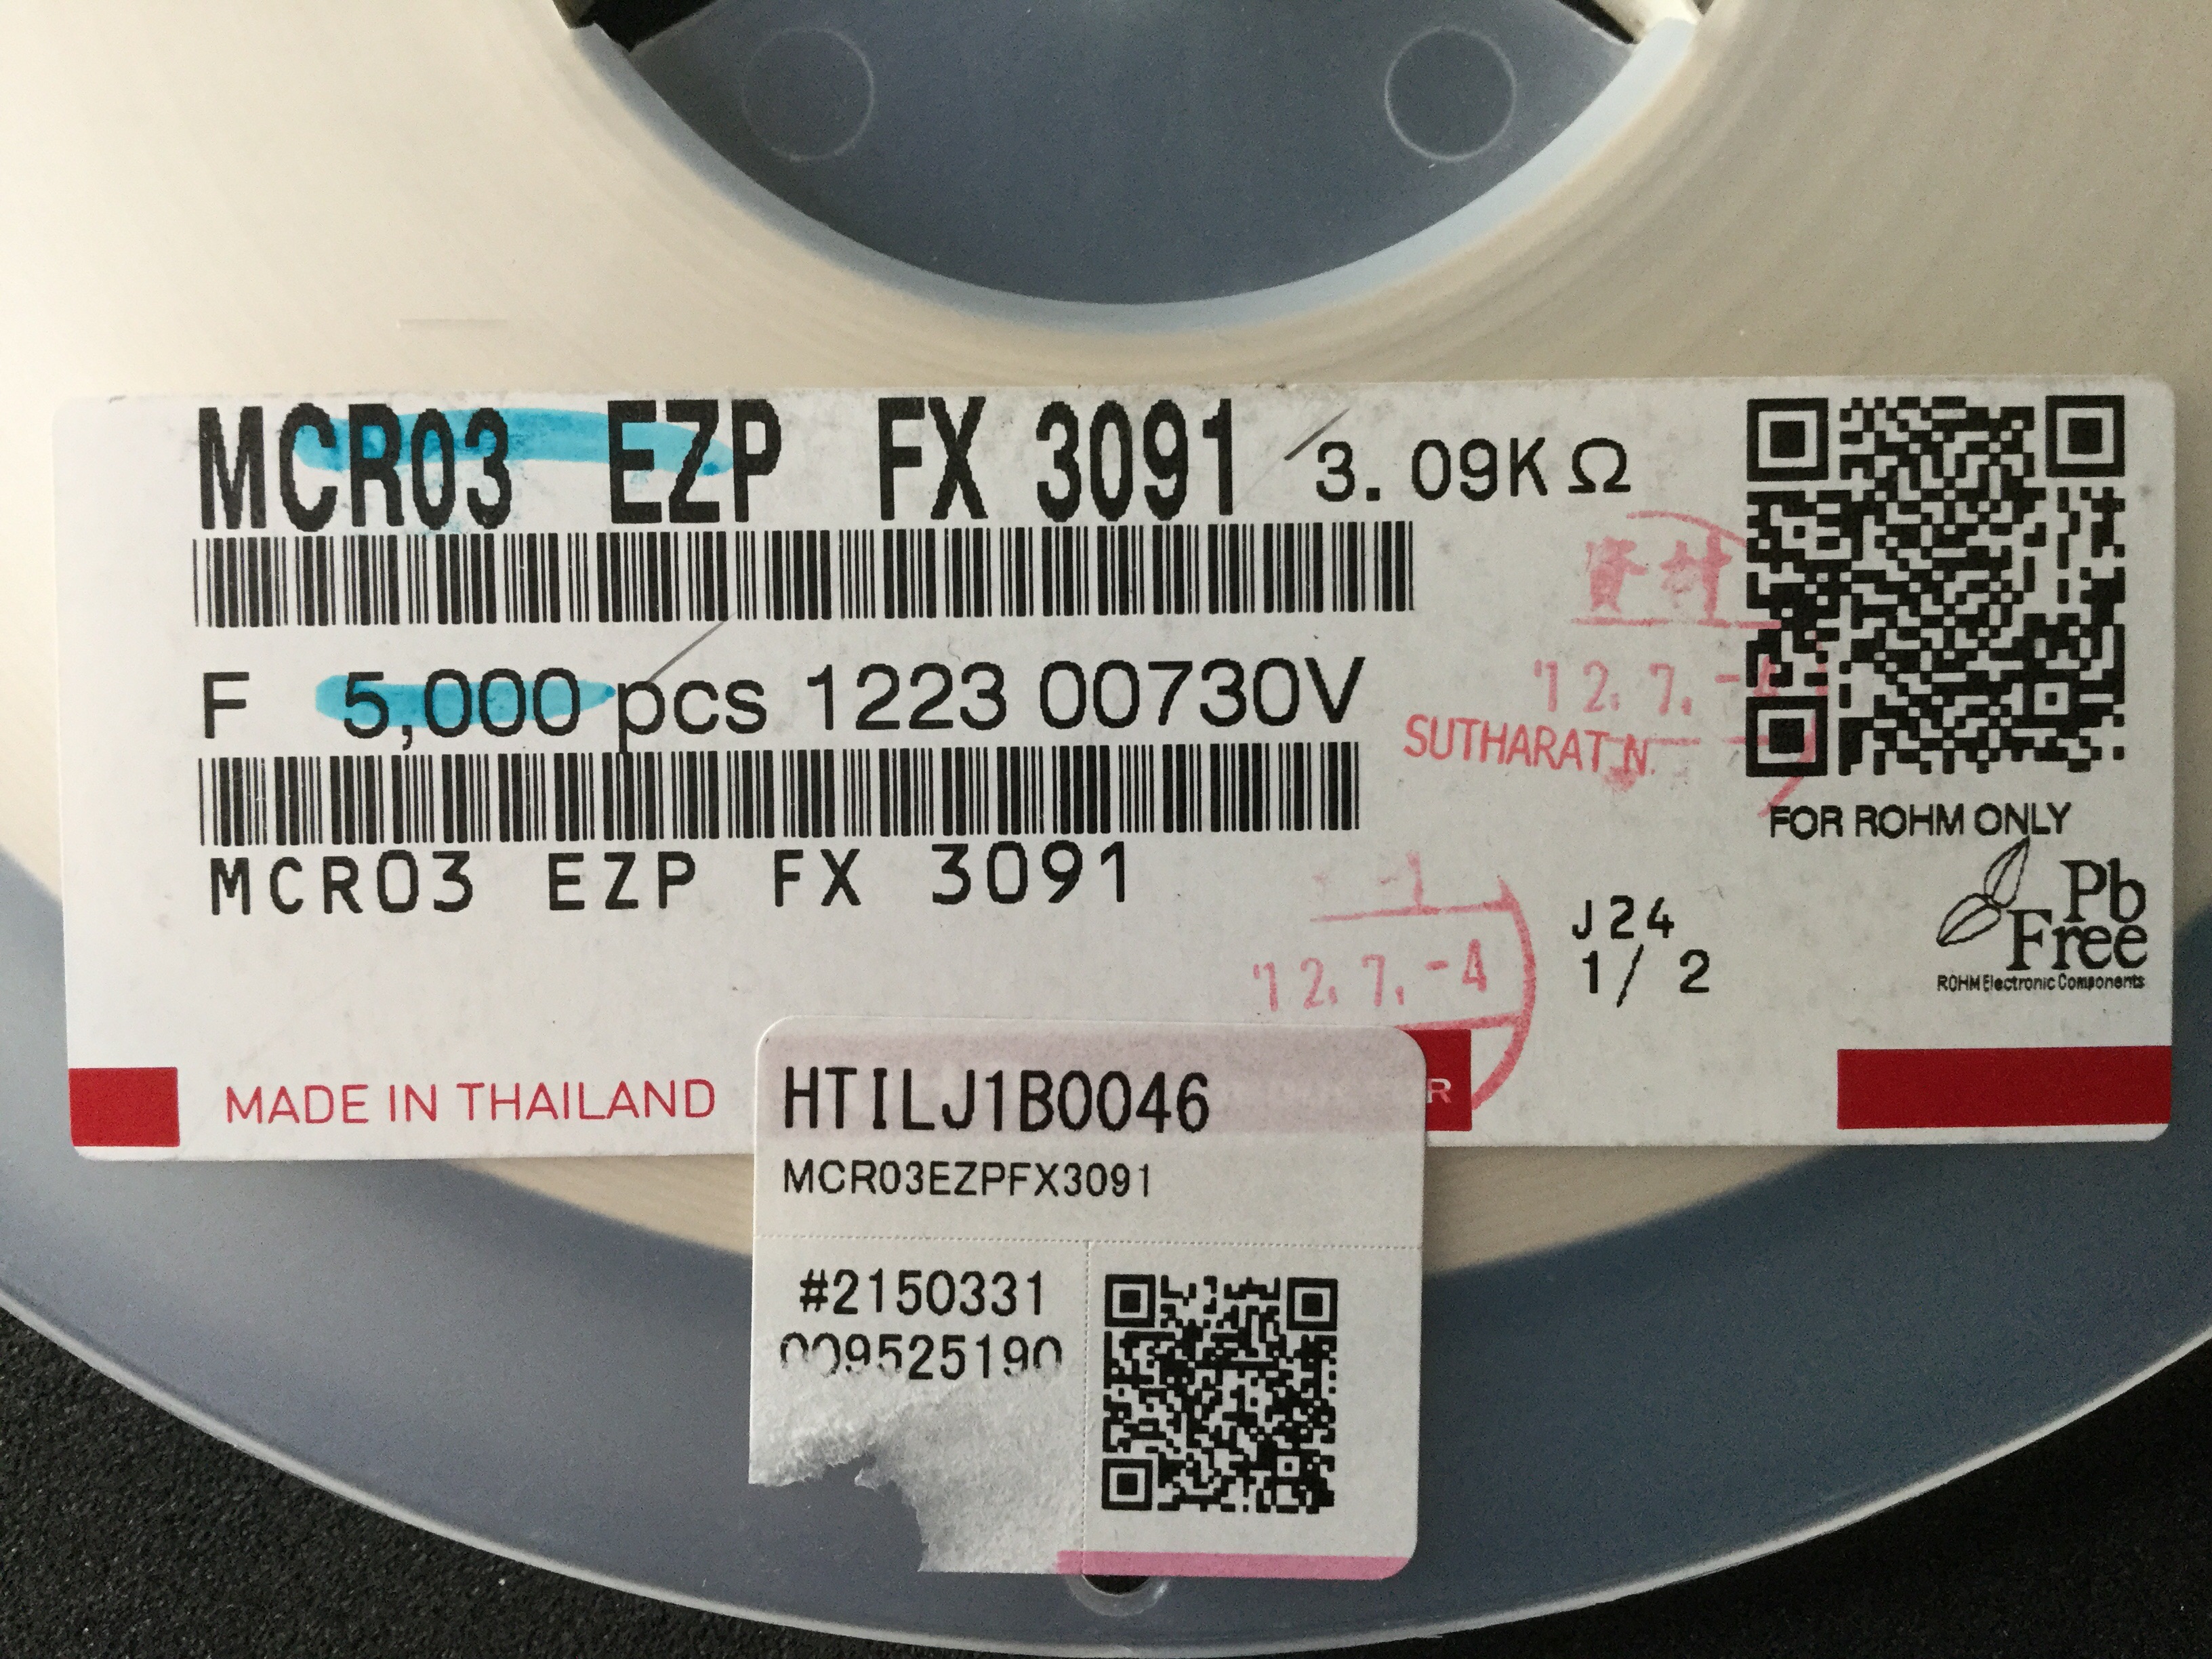 MCR03 EZP FX 3091 3.09KΩ
F 5,000 pcs 1223 00730V
資材
'12.7.-4
SUTHARAT N.
FOR ROHM ONLY
MCR03 EZP FX 3091
'12.7.-4
J24
1/ 2
Pb
Free
ROHM Electronic Components
MADE IN THAILAND
R
HTILJ1B0046
MCR03EZPFX3091
#2150331
009525190